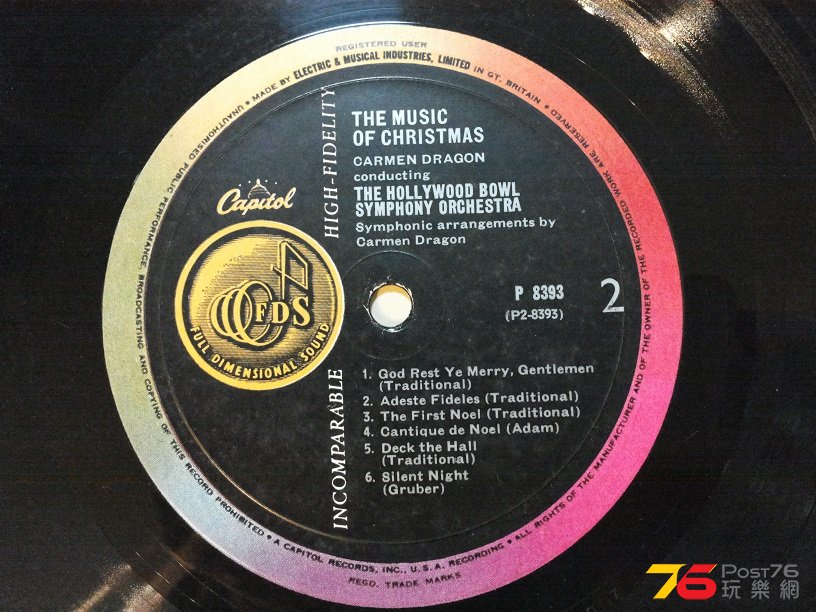 REGISTERED USER
UNAUTHORISED PUBLIC PERFORMANCE, BROADCASTING AND COPYING OF THIS RECORD PROHIBITED • A CAPITOL RECORDS, INC., U.S.A. RECORDING • ALL RIGHTS OF THE MANUFACTURER AND OF THE OWNER OF THE RECORDED WORK ARE RESERVED
• MADE BY ELECTRIC & MUSICAL INDUSTRIES, LIMITED IN GT. BRITAIN •
REGD. TRADE MARKS
INCOMPARABLE HIGH-FIDELITY
Capitol
FDS
FULL DIMENSIONAL SOUND
THE MUSIC
OF CHRISTMAS
CARMEN DRAGON
conducting
THE HOLLYWOOD BOWL
SYMPHONY ORCHESTRA
Symphonic arrangements by
Carmen Dragon
P 8393
2
(P2-8393)
1. God Rest Ye Merry, Gentlemen
(Traditional)
2. Adeste Fideles (Traditional)
3. The First Noel (Traditional)
4. Cantique de Noel (Adam)
5. Deck the Hall
(Traditional)
6. Silent Night
(Gruber)
76 Post76
玩樂網